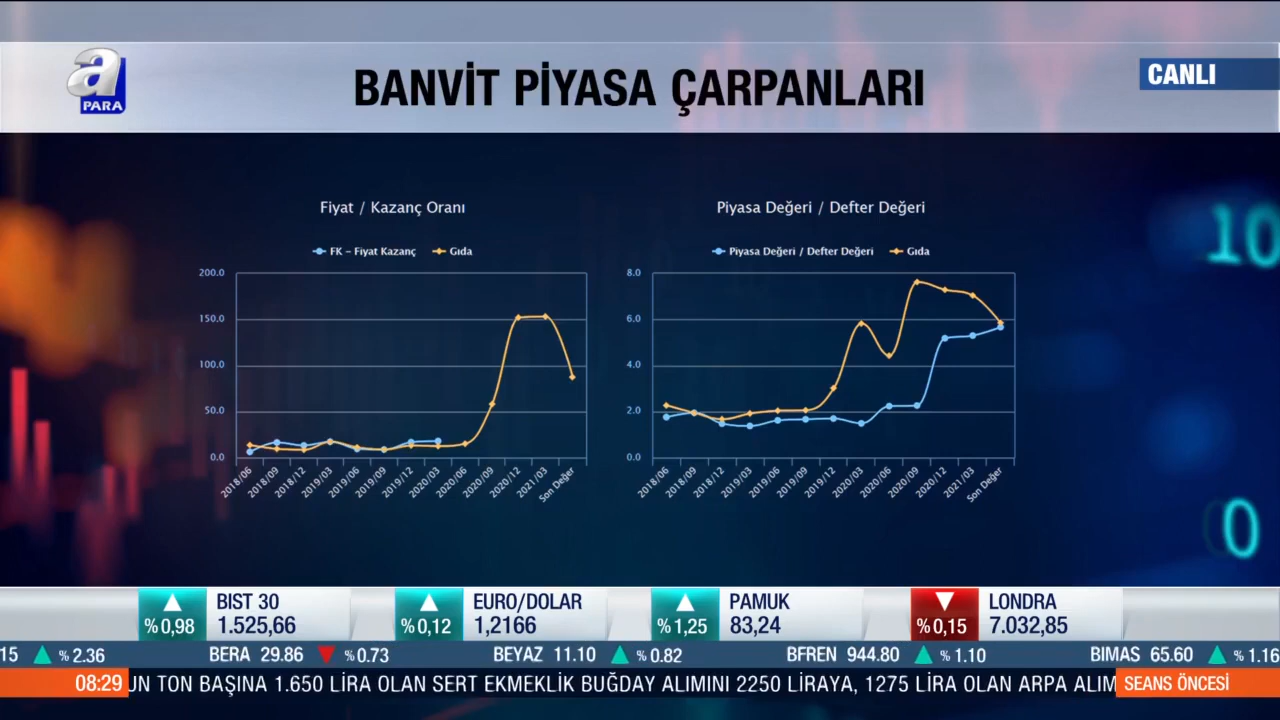 a
PARA
BANVİT PİYASA ÇARPANLARI
CANLI
Fiyat / Kazanç Oranı
FK - Fiyat Kazanç Gıda
200.0
150.0
100.0
50.0
0.0
2018/06 2018/09 2018/12 2019/03 2019/06 2019/09 2019/12 2020/03 2020/06 2020/09 2020/12 2021/03 Son Değer
Piyasa Değeri / Defter Değeri
Piyasa Değeri / Defter Değeri Gıda
8.0
6.0
4.0
2.0
0.0
2018/06 2018/09 2018/12 2019/03 2019/06 2019/09 2019/12 2020/03 2020/06 2020/09 2020/12 2021/03 Son Değer
10
0
%0,98 BIST 30 1.525,66
%0,12 EURO/DOLAR 1,2166
%1,25 PAMUK 83,24
%0,15 LONDRA 7.032,85
15 %2.36 BERA 29.86 %0.73 BEYAZ 11.10 %0.82 BFREN 944.80 %1.10 BIMAS 65.60 %1.16
08:29 UN TON BAŞINA 1.650 LİRA OLAN SERT EKMEKLİK BUĞDAY ALIMINI 2250 LİRAYA, 1275 LİRA OLAN ARPA ALIM SEANS ÖNCESİ